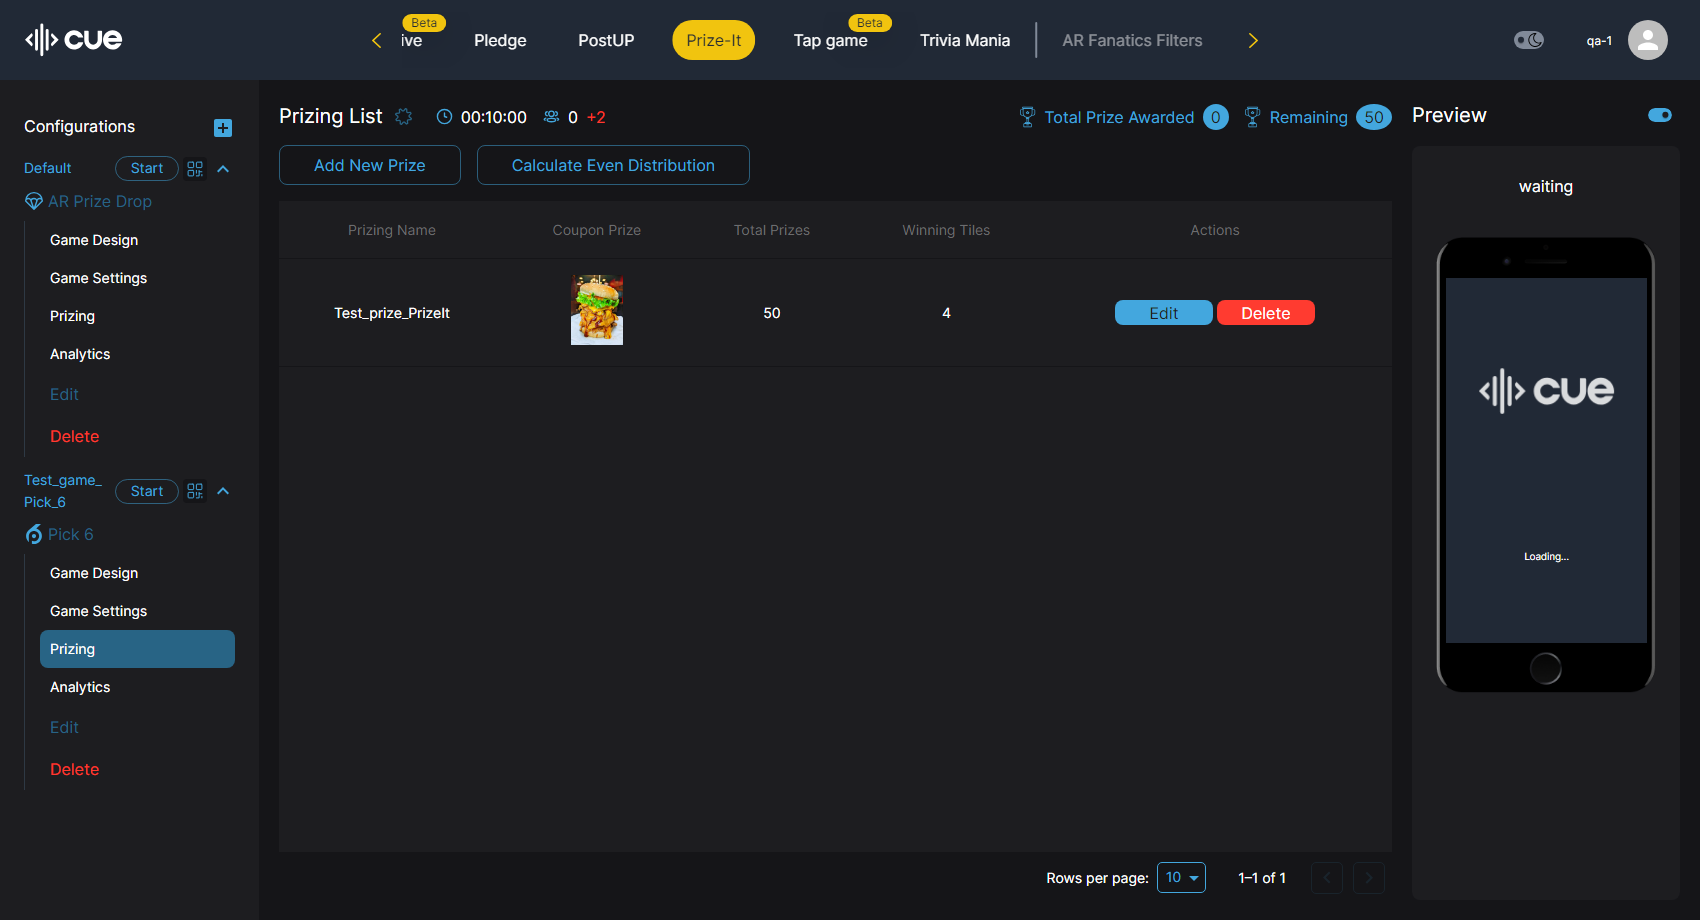 cue
Beta
ive
Pledge
PostUP
Prize-It
Beta
Tap game
Trivia Mania
AR Fanatics Filters
qa-1
Configurations
Default
Start
AR Prize Drop
Game Design
Game Settings
Prizing
Analytics
Edit
Delete
Test_game_
Pick_6
Start
Pick 6
Game Design
Game Settings
Prizing
Analytics
Edit
Delete
Prizing List
00:10:00
0 +2
Total Prize Awarded 0
Remaining 50
Add New Prize
Calculate Even Distribution
Prizing Name
Coupon Prize
Total Prizes
Winning Tiles
Actions
Test_prize_PrizeIt
50
4
Edit
Delete
Rows per page: 10
1–1 of 1
Preview
waiting
cue
Loading...